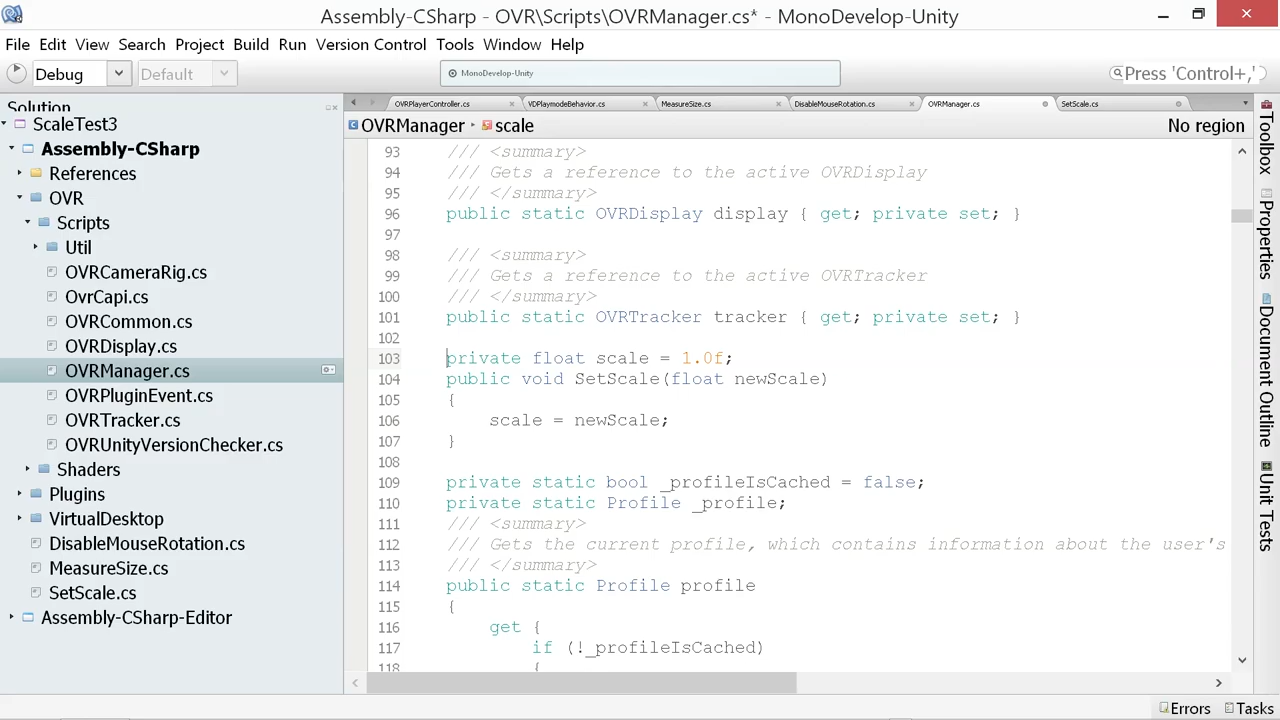 Assembly-CSharp - OVR\Scripts\OVRManager.cs* - MonoDevelop-Unity
File Edit View Search Project Build Run Version Control Tools Window Help
Debug Default MonoDevelop-Unity Press 'Control+,'
Solution
ScaleTest3
Assembly-CSharp
References
OVR
Scripts
Util
OVRCameraRig.cs
OvrCapi.cs
OVRCommon.cs
OVRDisplay.cs
OVRManager.cs
OVRPluginEvent.cs
OVRTracker.cs
OVRUnityVersionChecker.cs
Shaders
Plugins
VirtualDesktop
DisableMouseRotation.cs
MeasureSize.cs
SetScale.cs
Assembly-CSharp-Editor
OVRPlayerController.cs VDPlaymodeBehavior.cs MeasureSize.cs DisableMouseRotation.cs OVRManager.cs SetScale.cs
OVRManager scale No region
93 /// <summary>
94 /// Gets a reference to the active OVRDisplay
95 /// </summary>
96 public static OVRDisplay display { get; private set; }
97
98 /// <summary>
99 /// Gets a reference to the active OVRTracker
100 /// </summary>
101 public static OVRTracker tracker { get; private set; }
102
103 private float scale = 1.0f;
104 public void SetScale(float newScale)
105 {
106 scale = newScale;
107 }
108
109 private static bool _profileIsCached = false;
110 private static Profile _profile;
111 /// <summary>
112 /// Gets the current profile, which contains information about the user's
113 /// </summary>
114 public static Profile profile
115 {
116 get {
117 if (!_profileIsCached)
118 {
Toolbox
Properties
Document Outline
Unit Tests
Errors Tasks